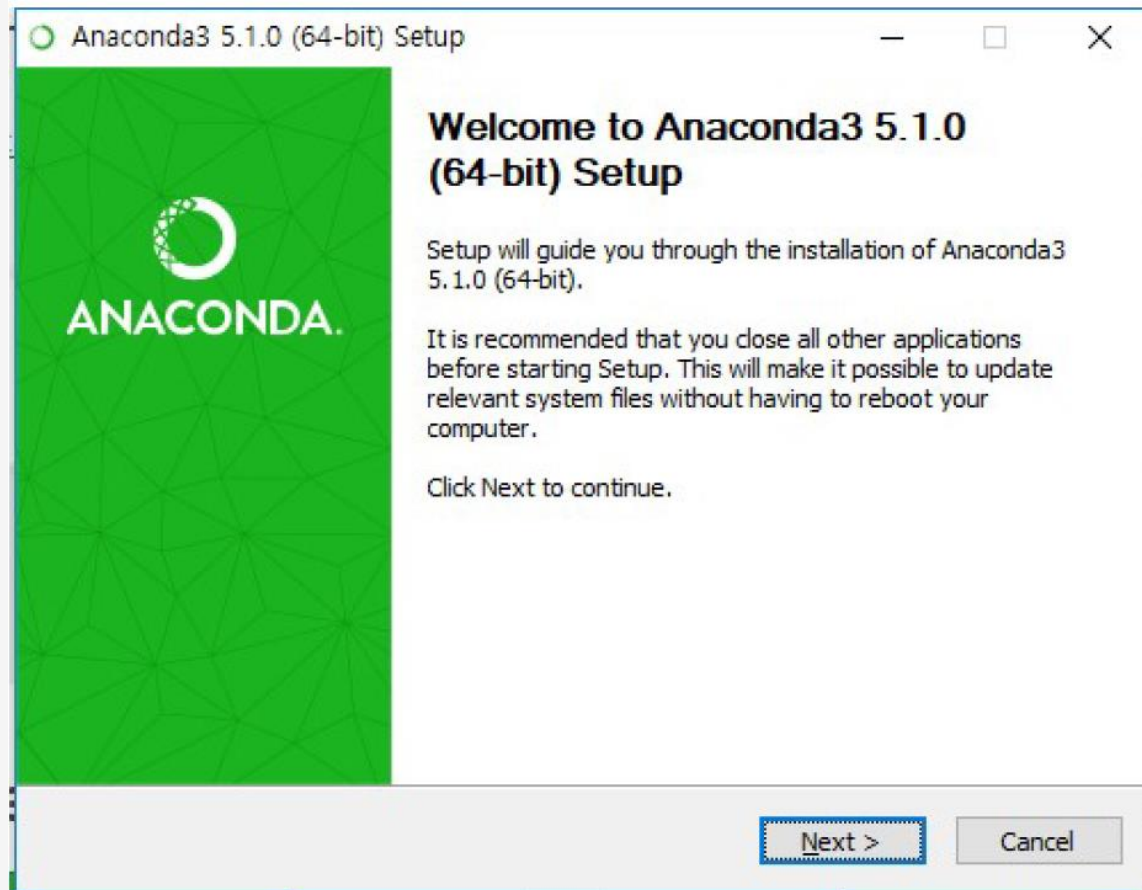 Anaconda3 5.1.0 (64-bit) Setup
Welcome to Anaconda3 5.1.0
(64-bit) Setup
ANACONDA.
Setup will guide you through the installation of Anaconda3
5.1.0 (64-bit).
It is recommended that you close all other applications
before starting Setup. This will make it possible to update
relevant system files without having to reboot your
computer.
Click Next to continue.
Next >
Cancel